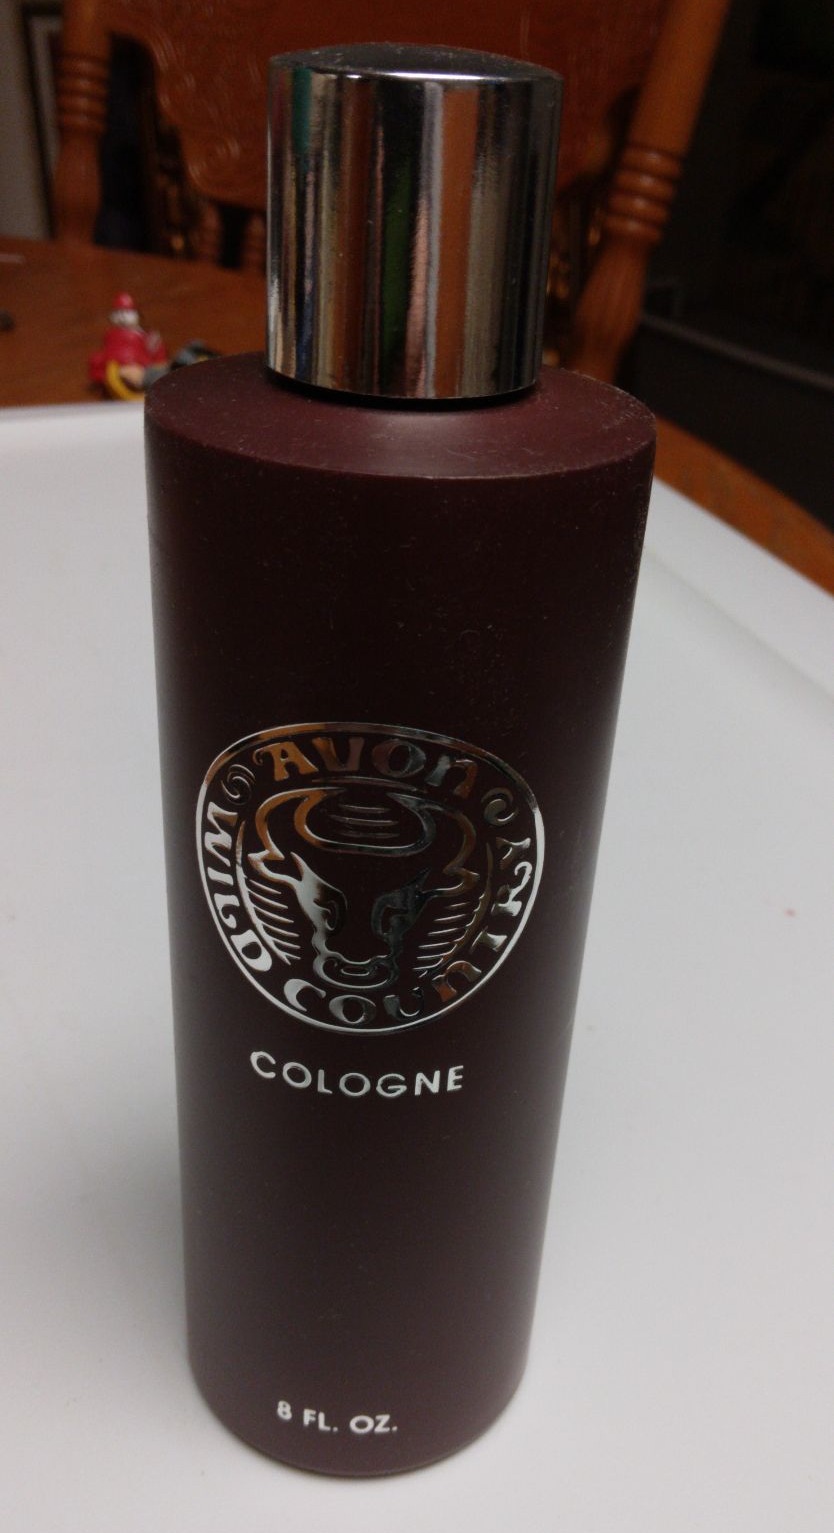 AVON
WILD COUNTRY
COLOGNE
8 FL. OZ.